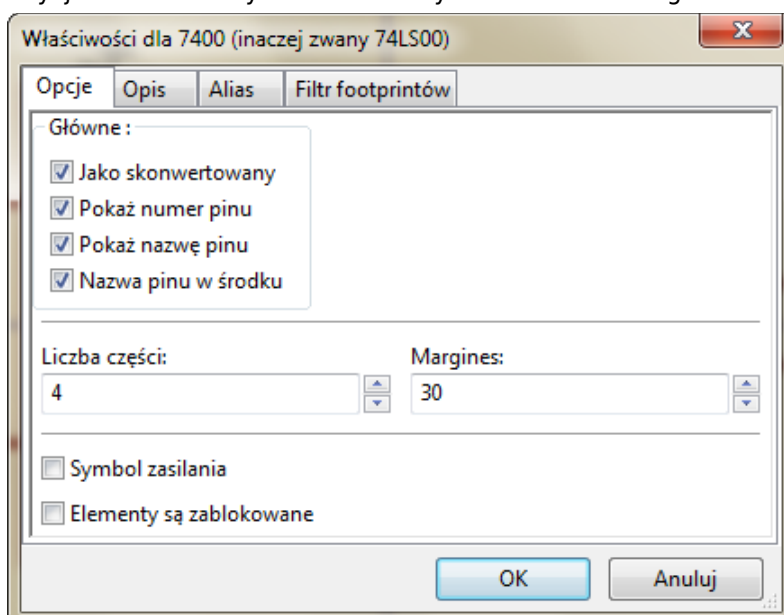 Właściwości dla 7400 (inaczej zwany 74LS00)
Opcje Opis Alias Filtr footprintów
Główne :
Jako skonwertowany
Pokaż numer pinu
Pokaż nazwę pinu
Nazwa pinu w środku
Liczba części: Margines:
4 30
Symbol zasilania
Elementy są zablokowane
OK Anuluj